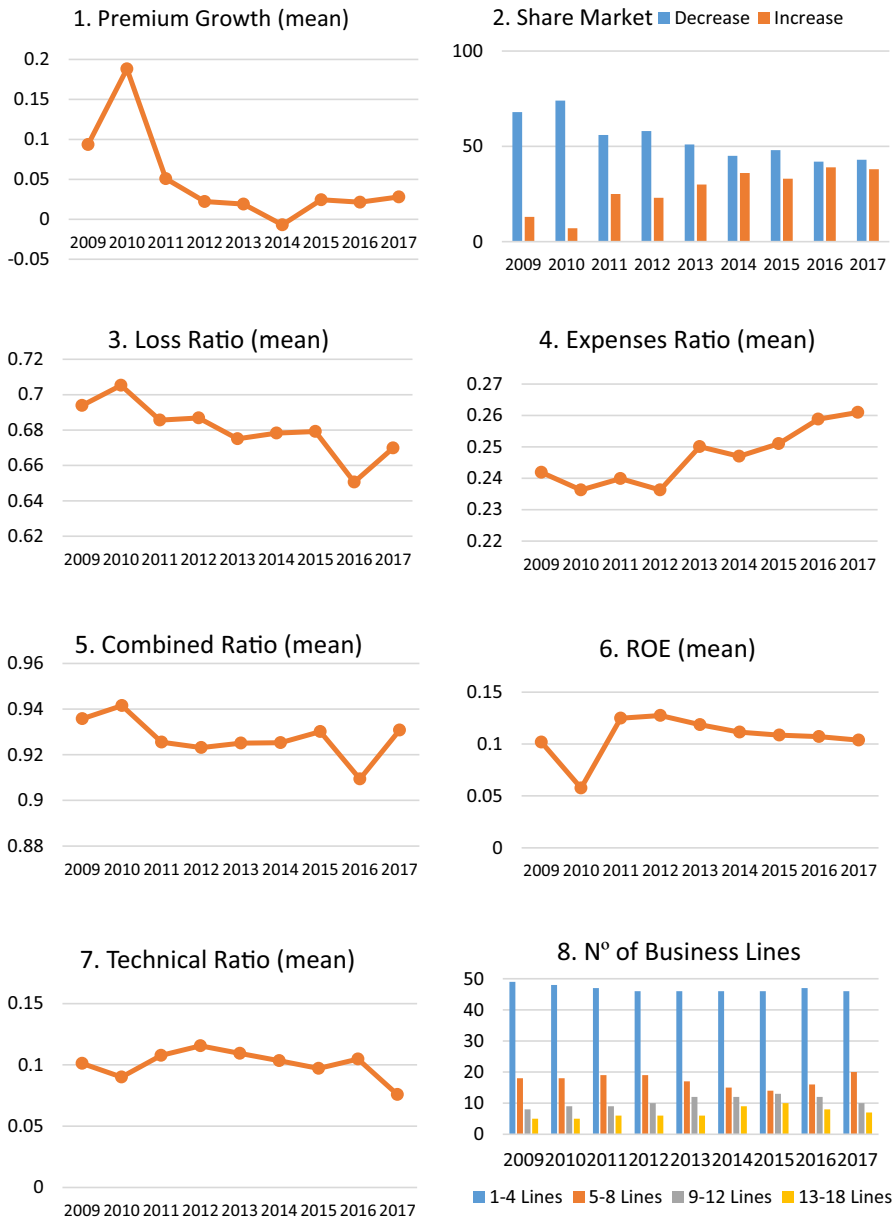 1. Premium Growth (mean)
0.2
0.15
0.1
0.05
0
-0.05
2009 2010 2011 2012 2013 2014 2015 2016 2017
2. Share Market Decrease Increase
100
50
0
2009 2010 2011 2012 2013 2014 2015 2016 2017
3. Loss Ratio (mean)
0.72
0.7
0.68
0.66
0.64
0.62
2009 2010 2011 2012 2013 2014 2015 2016 2017
4. Expenses Ratio (mean)
0.27
0.26
0.25
0.24
0.23
0.22
2009 2010 2011 2012 2013 2014 2015 2016 2017
5. Combined Ratio (mean)
0.96
0.94
0.92
0.9
0.88
2009 2010 2011 2012 2013 2014 2015 2016 2017
6. ROE (mean)
0.15
0.1
0.05
0
2009 2010 2011 2012 2013 2014 2015 2016 2017
7. Technical Ratio (mean)
0.15
0.1
0.05
0
2009 2010 2011 2012 2013 2014 2015 2016 2017
8. Nº of Business Lines
50
40
30
20
10
0
2009 2010 2011 2012 2013 2014 2015 2016 2017
1-4 Lines 5-8 Lines 9-12 Lines 13-18 Lines